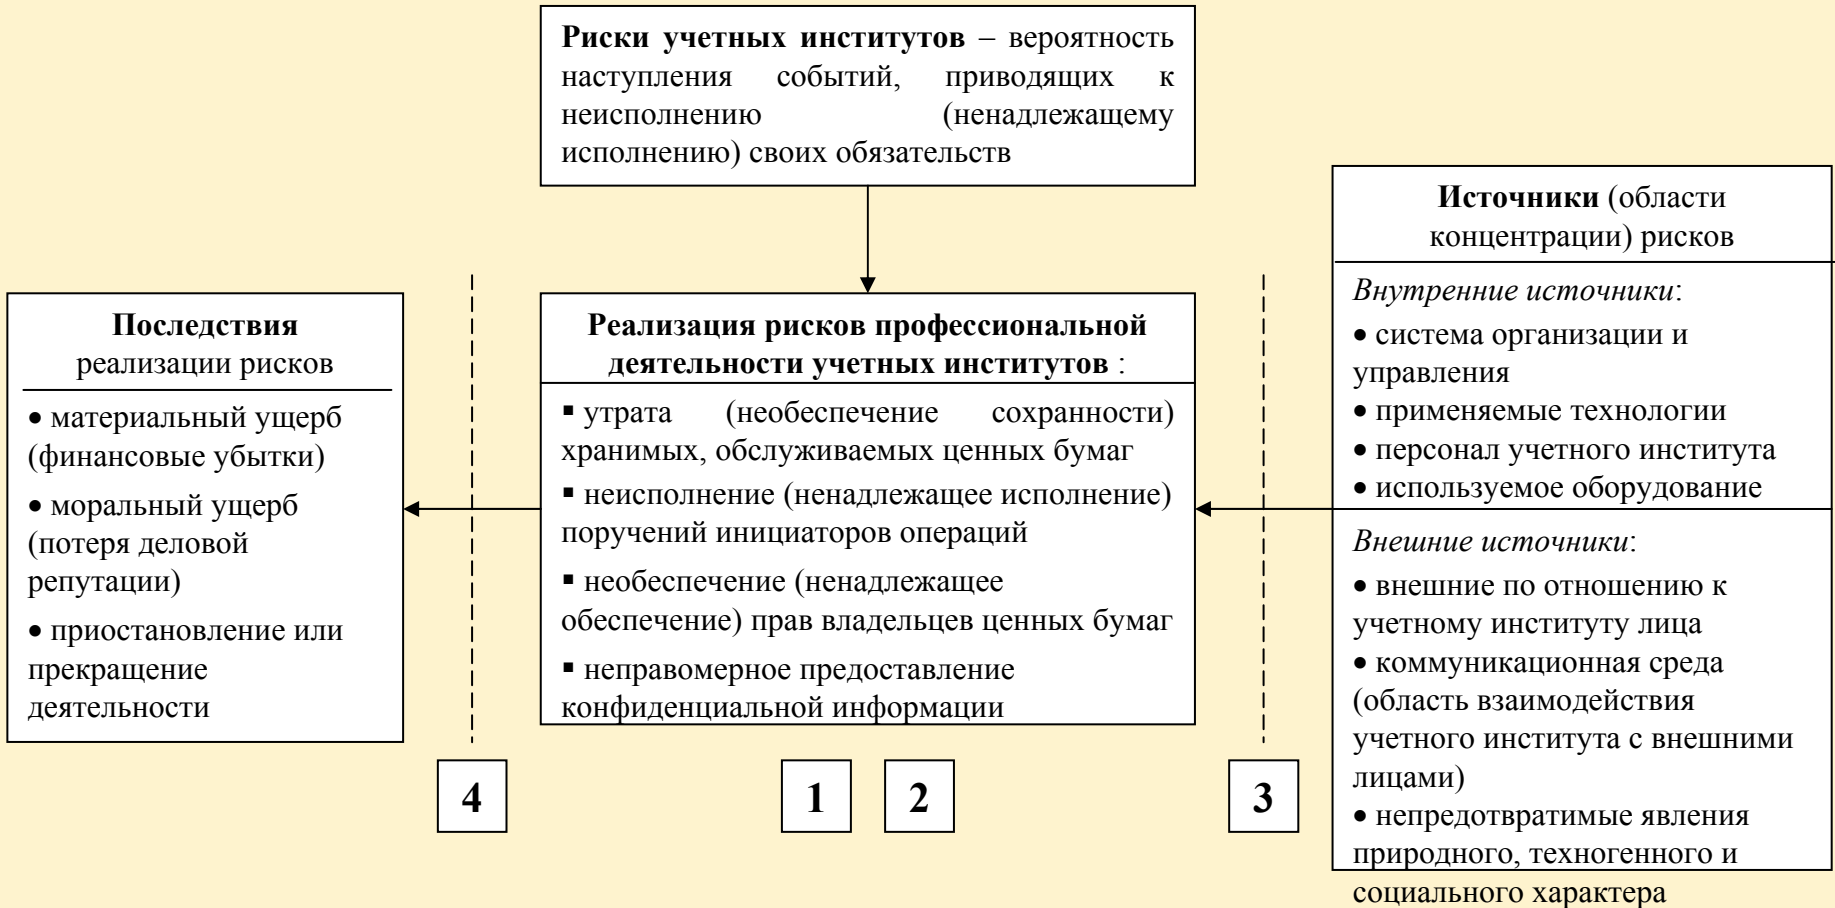 Риски учетных институтов – вероятность
наступления событий, приводящих к
неисполнению (ненадлежащему
исполнению) своих обязательств
Последствия
реализации рисков
• материальный ущерб
(финансовые убытки)
• моральный ущерб
(потеря деловой
репутации)
• приостановление или
прекращение
деятельности
Реализация рисков профессиональной
деятельности учетных институтов :
▪ утрата (необеспечение сохранности)
хранимых, обслуживаемых ценных бумаг
▪ неисполнение (ненадлежащее исполнение)
поручений инициаторов операций
▪ необеспечение (ненадлежащее
обеспечение) прав владельцев ценных бумаг
▪ неправомерное предоставление
конфиденциальной информации
Источники (области
концентрации) рисков
Внутренние источники:
• система организации и
управления
• применяемые технологии
• персонал учетного института
• используемое оборудование
Внешние источники:
• внешние по отношению к
учетному институту лица
• коммуникационная среда
(область взаимодействия
учетного института с внешними
лицами)
• непредотвратимые явления
природного, техногенного и
социального характера
4
1
2
3